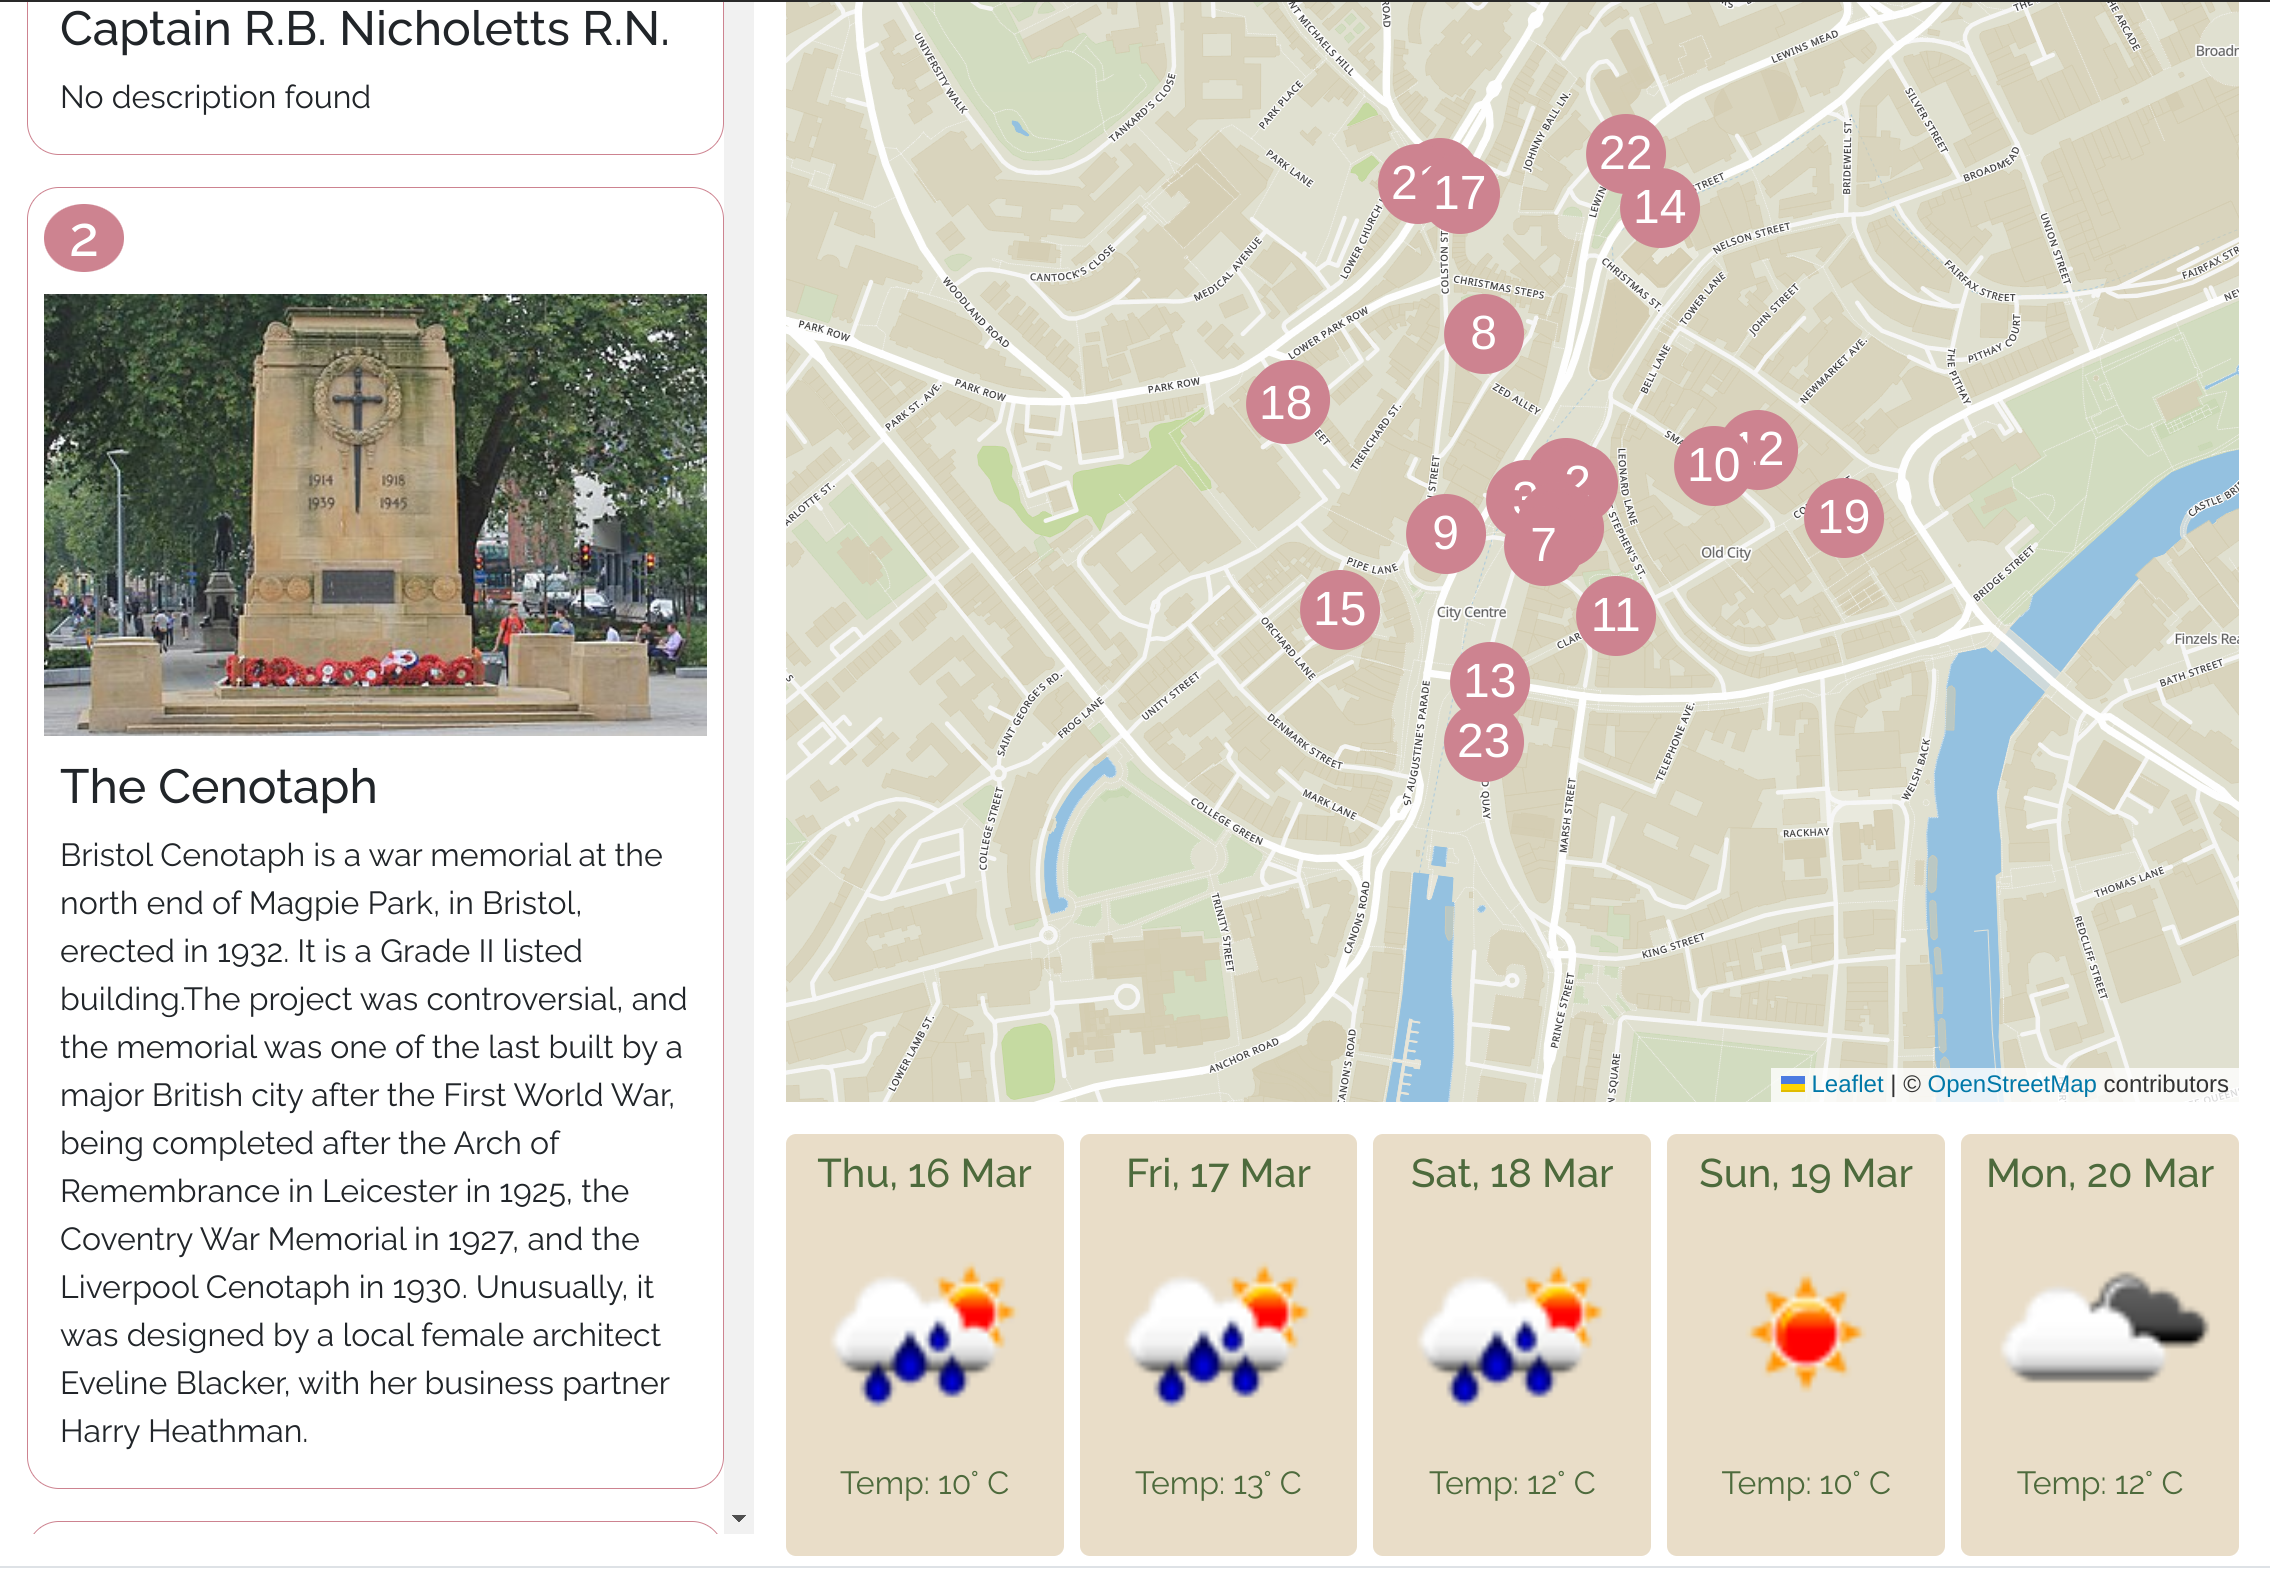 Captain R.B. Nicholetts R.N.
No description found
2
1914 1918
1939 1945
The Cenotaph
Bristol Cenotaph is a war memorial at the
north end of Magpie Park, in Bristol,
erected in 1932. It is a Grade II listed
building.The project was controversial, and
the memorial was one of the last built by a
major British city after the First World War,
being completed after the Arch of
Remembrance in Leicester in 1925, the
Coventry War Memorial in 1927, and the
Liverpool Cenotaph in 1930. Unusually, it
was designed by a local female architect
Eveline Blacker, with her business partner
Harry Heathman.
UNIVERSITY WALK
TANKARD'S CLOSE
PARK PLACE
PARK LANE
MICHAELS HILL
ROAD
JOHNNY BALL LN.
LEWINS MEAD
THE ARCADE
SILVER STREET
BRIDEWELL ST.
BROADMEAD
UNION STREET
22
14
17
STREET
NELSON STREET
FAIRFAX STREET
CANTOCK'S CLOSE
MEDICAL AVENUE
LOWER CHURCH
COLSTON ST
CHRISTMAS STEPS
CHRISTMAS ST.
TOWER LANE
JOHN STREET
PITHAY COURT
THE PITHAY
WOODLAND ROAD
PARK ROW
LOWER PARK ROW
8
BELL LANE
NEWMARKET AVE.
PARK ST. AVE.
PARK ROW
PARK ROW
18
TRENCHARD ST.
ZED ALLEY
STREET
LEONARD LANE
10
2
19
3
2
9
7
STEPHEN'S ST.
Old City
PIPE LANE
15
City Centre
11
BRIDGE STREET
Finzels
BATH STREET
ORCHARD LANE
13
23
SAINT GEORGE'S RD.
FROG LANE
UNITY STREET
DENMARK STREET
ST AUGUSTINE'S PARADE
TELEPHONE AVE.
WELSH BACK
QUAY
MARSH STREET
COLLEGE STREET
COLLEGE GREEN
MARK LANE
RACKHAY
THOMAS LANE
TRINITY STREET
CANONS ROAD
KING STREET
REDCLIFF STREET
LOWER LAMB ST.
ANCHOR ROAD
PRINCE STREET
SQUARE
Leaflet | © OpenStreetMap contributors
Thu, 16 Mar
Temp: 10° C
Fri, 17 Mar
Temp: 13° C
Sat, 18 Mar
Temp: 12° C
Sun, 19 Mar
Temp: 10° C
Mon, 20 Mar
Temp: 12° C